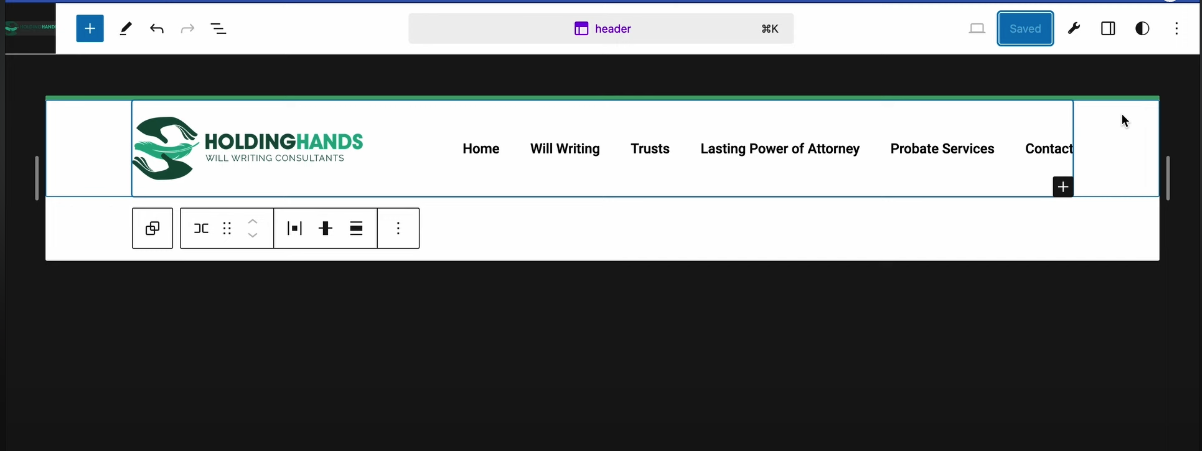 header
⌘K
Saved
HOLDINGHANDS
WILL WRITING CONSULTANTS
Home
Will Writing
Trusts
Lasting Power of Attorney
Probate Services
Contact